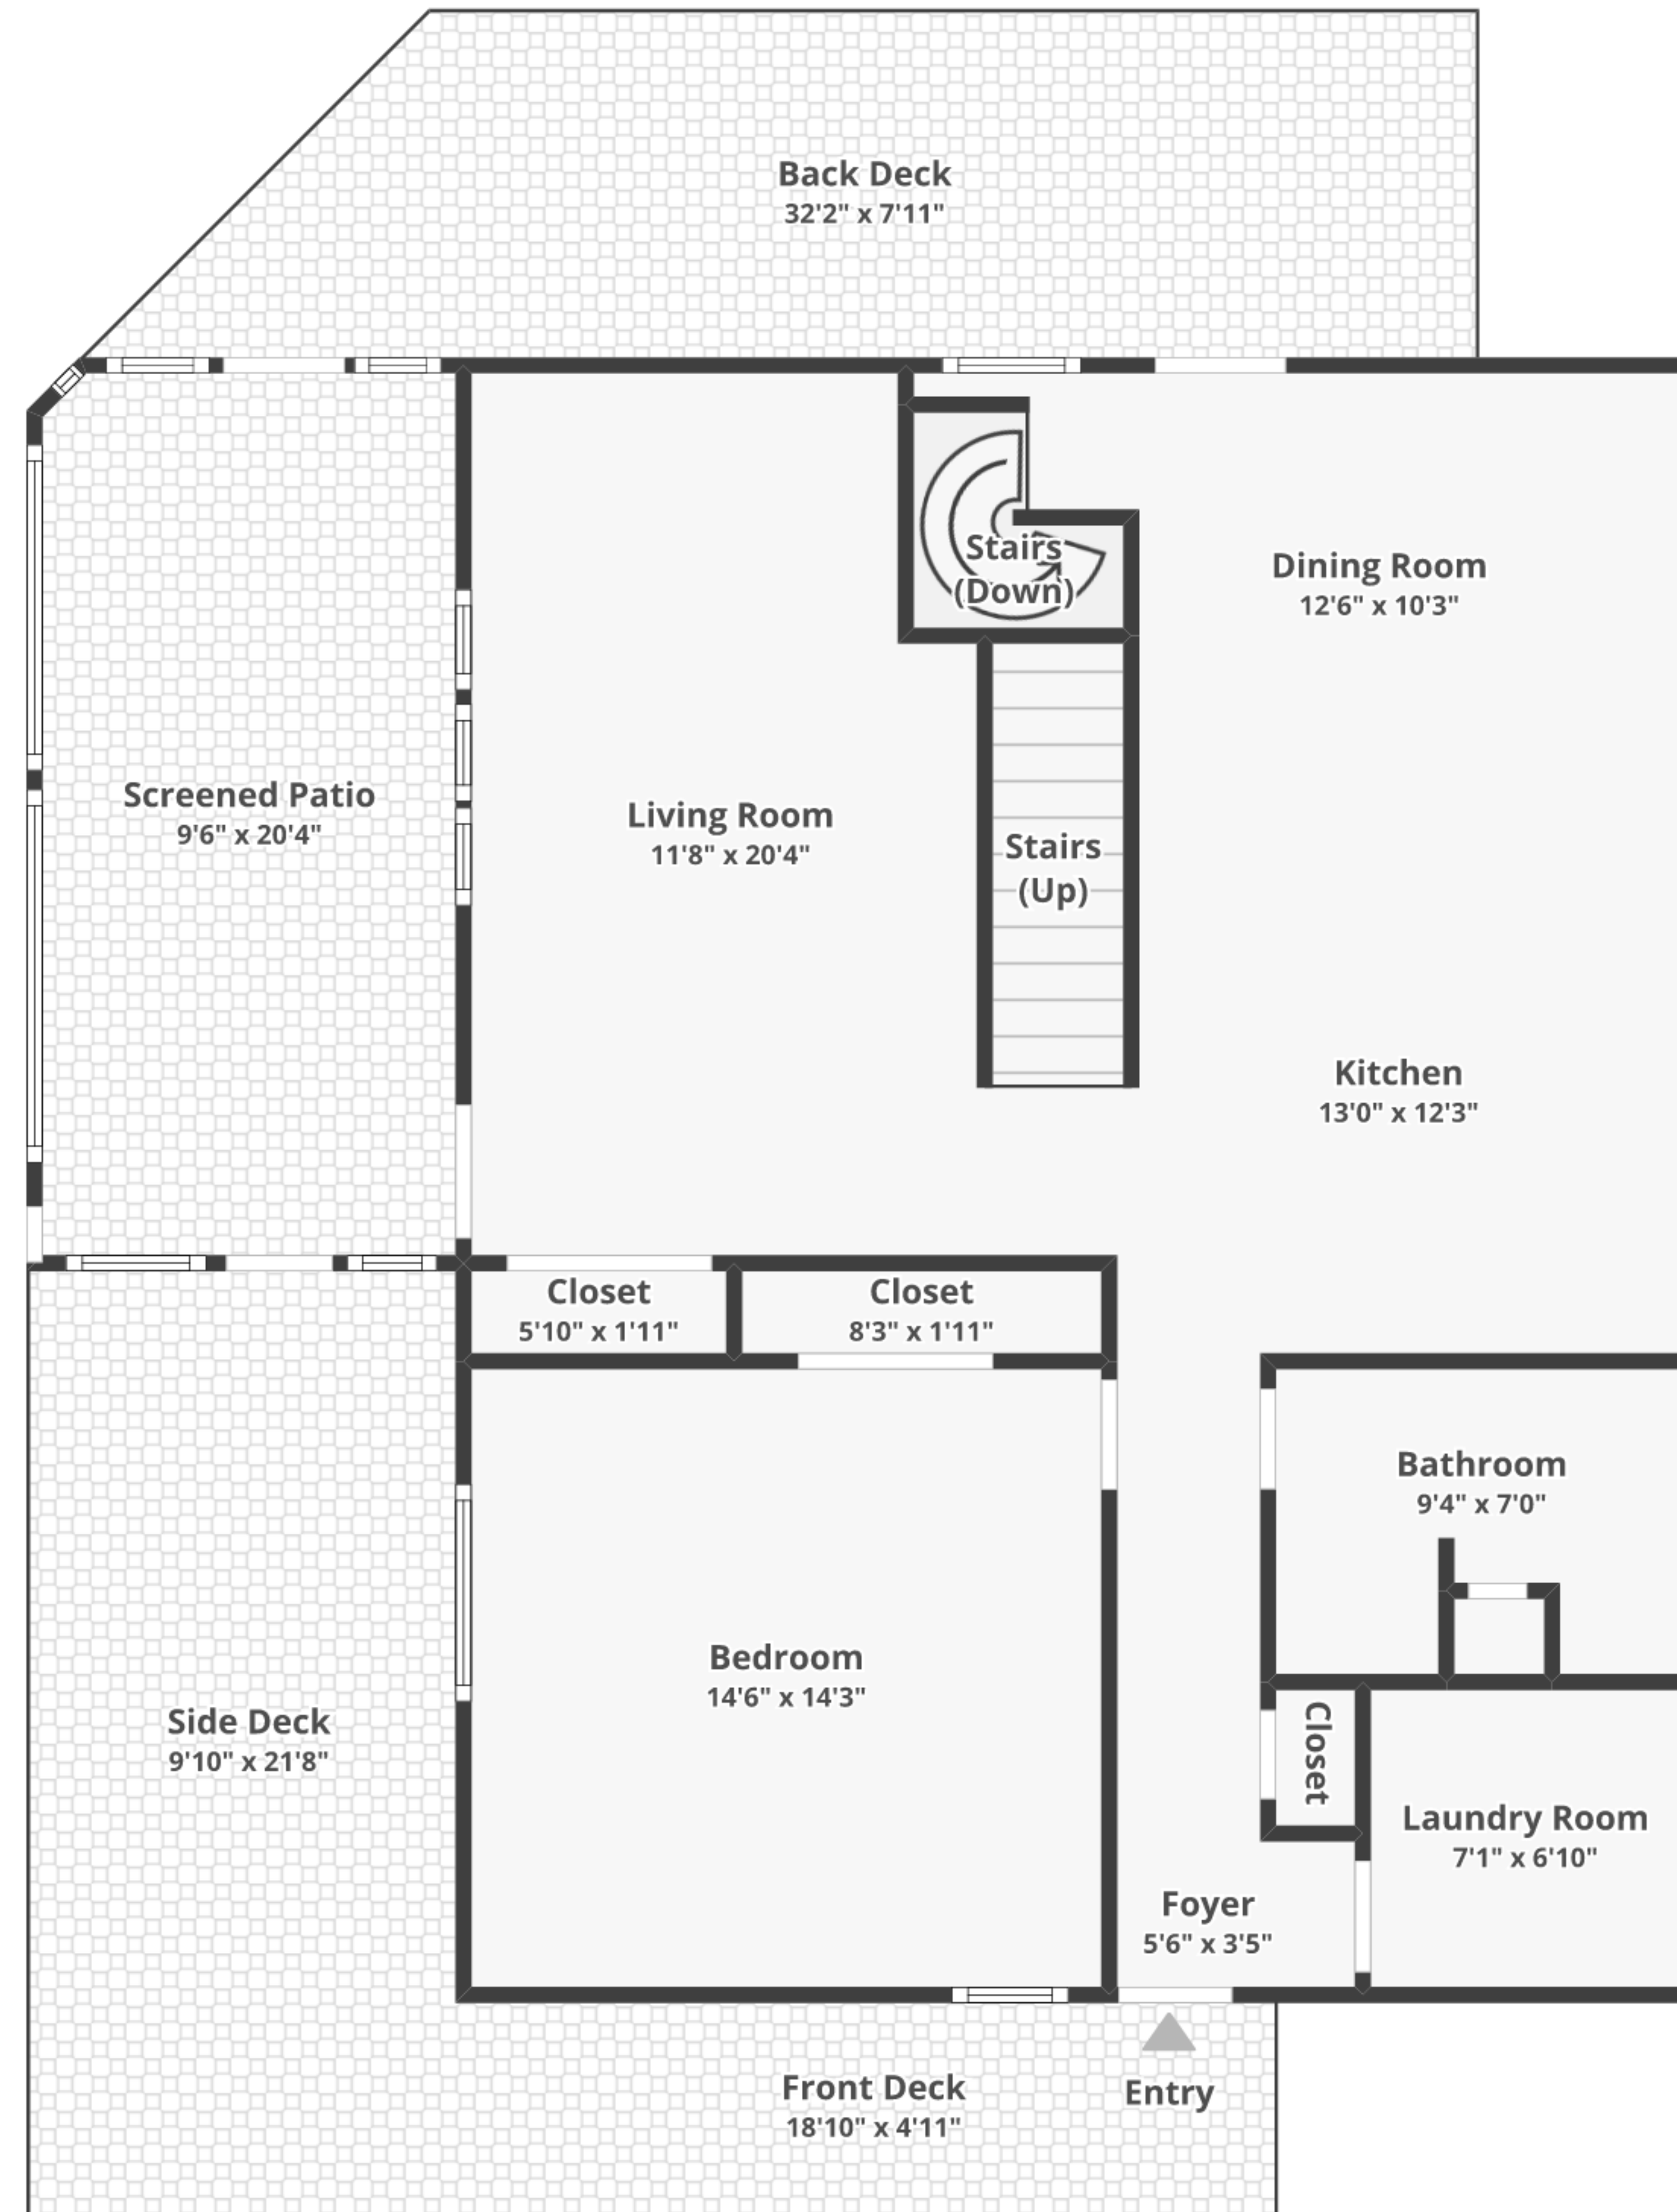 Back Deck
32'2" x 7'11"
Stairs
(Down)
Dining Room
12'6" x 10'3"
Screened Patio
9'6" x 20'4"
Living Room
11'8" x 20'4"
Stairs
(Up)
Kitchen
13'0" x 12'3"
Closet
5'10" x 1'11"
Closet
8'3" x 1'11"
Bathroom
9'4" x 7'0"
Bedroom
14'6" x 14'3"
Side Deck
9'10" x 21'8"
Closet
Laundry Room
7'1" x 6'10"
Foyer
5'6" x 3'5"
Front Deck
18'10" x 4'11"
Entry